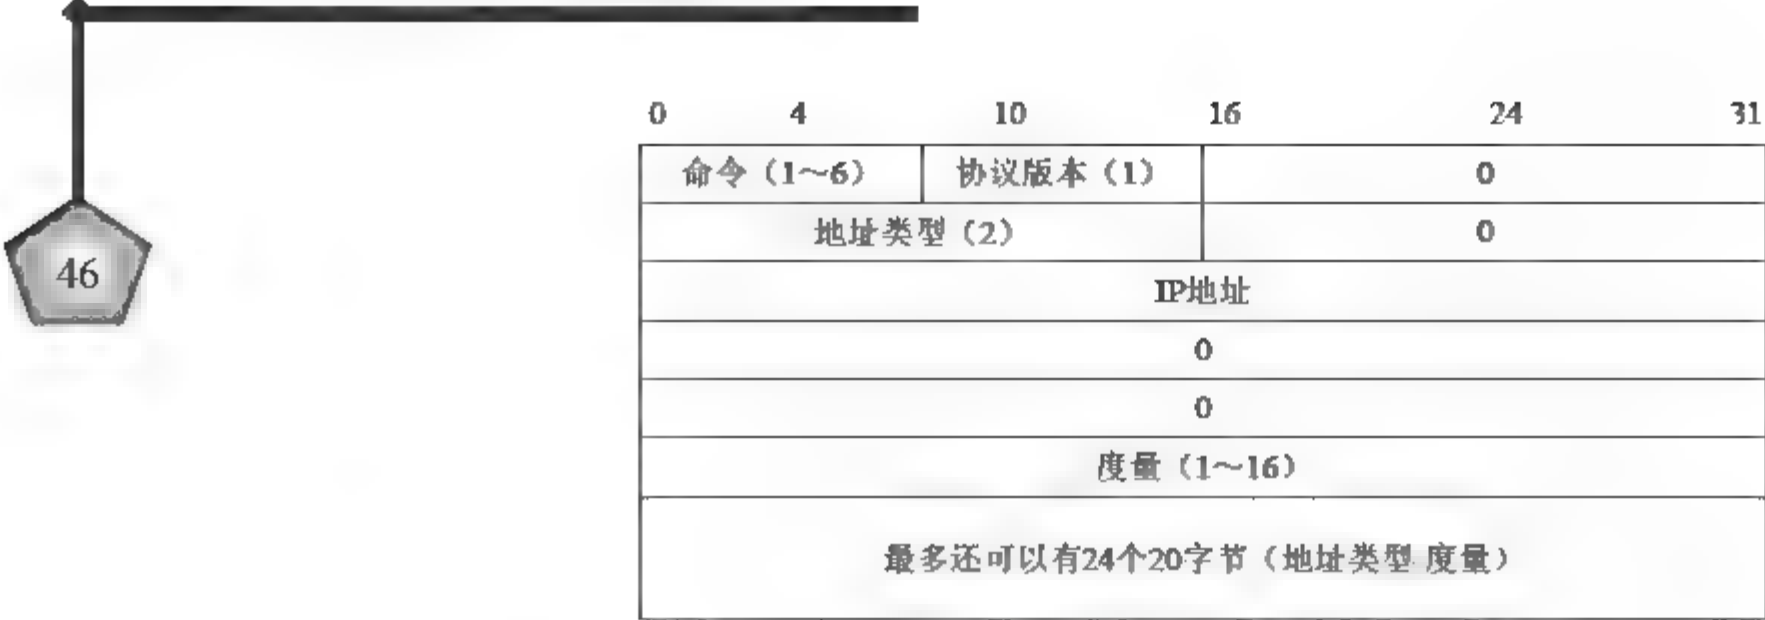 0 4 10 16 24 31
命令（1～6） 协议版本（1） 0
地址类型（2） 0
46
IP地址
0
0
度量（1～16）
最多还可以有24个20字节（地址类型 度量）